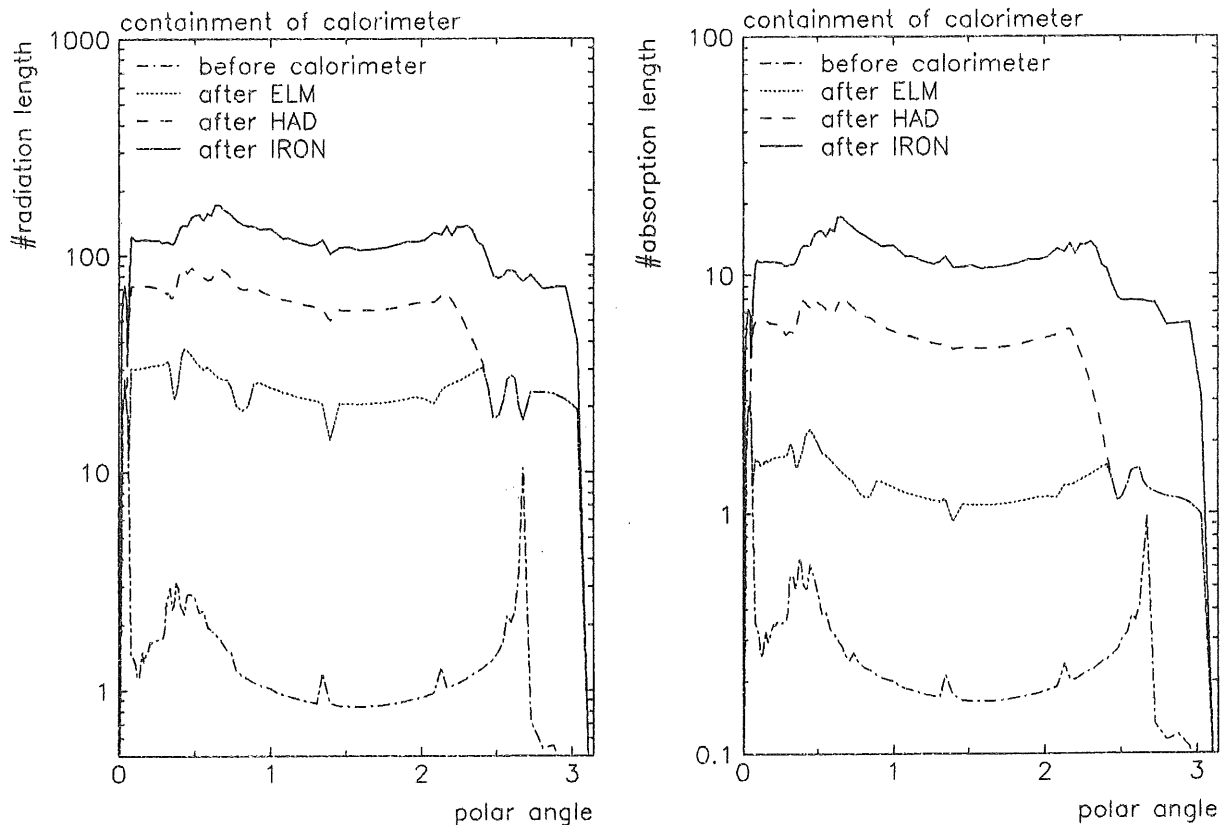 containment of calorimeter
1000
100
10
1
#radiation length
before calorimeter
after ELM
after HAD
after IRON
0 1 2 3
polar angle
containment of calorimeter
100
10
1
0.1
#absorption length
before calorimeter
after ELM
after HAD
after IRON
0 1 2 3
polar angle